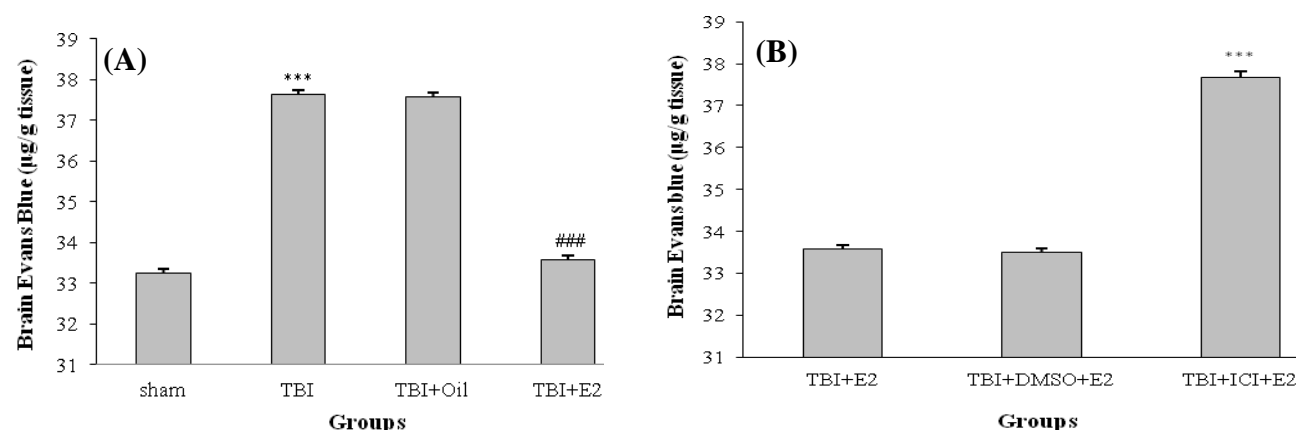 (A)
Brain Evans Blue (µg/g tissue)
39
38
37
36
35
34
33
32
31
***
###
sham TBI TBI+Oil TBI+E2
Groups
(B)
Brain Evans blue (µg/g tissue)
39
38
37
36
35
34
33
32
31
***
TBI+E2 TBI+DMSO+E2 TBI+ICI+E2
Groups